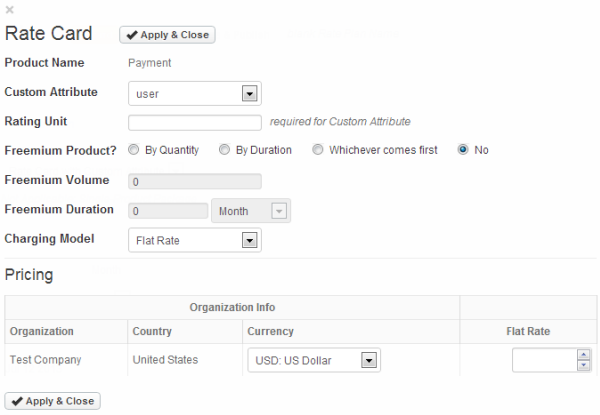 Rate Card Apply & Close
Product Name Payment
Custom Attribute user
Rating Unit required for Custom Attribute
Freemium Product? By Quantity By Duration Whichever comes first No
Freemium Volume 0
Freemium Duration 0 Month
Charging Model Flat Rate
Pricing
Organization Info
Organization Country Currency Flat Rate
Test Company United States USD: US Dollar
Apply & Close